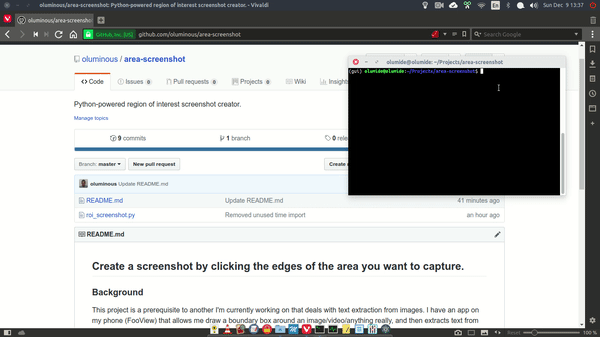 oluminous/area-screenshot: Python-powered region of interest screenshot creator. - Vivaldi
En
Sun Dec 9 13:37
oluminous/area-screenshot
GitHub, Inc. [US]
github.com/oluminous/area-screenshot
Search Google
oluminous / area-screenshot
Code
Issues 0
Pull requests 0
Projects 0
Wiki
Insights
Python-powered region of interest screenshot creator.
Manage topics
9 commits
1 branch
0
Branch: master
New pull request
oluminous Update README.md
README.md
Update README.md
41 minutes ago
roi_screenshot.py
Removed unused time import
an hour ago
README.md
Create a screenshot by clicking the edges of the area you want to capture.
Background
This project is a prerequisite to another I'm currently working on that deals with text extraction from images. I have an app on
my phone (FooView) that allows me draw a boundary box around an image/video/anything really, and then extracts text from
olumide@olumide: ~/Projects/area-screenshot
olumide@olumide:~/Projects/area-screenshot$
Reset
100 %